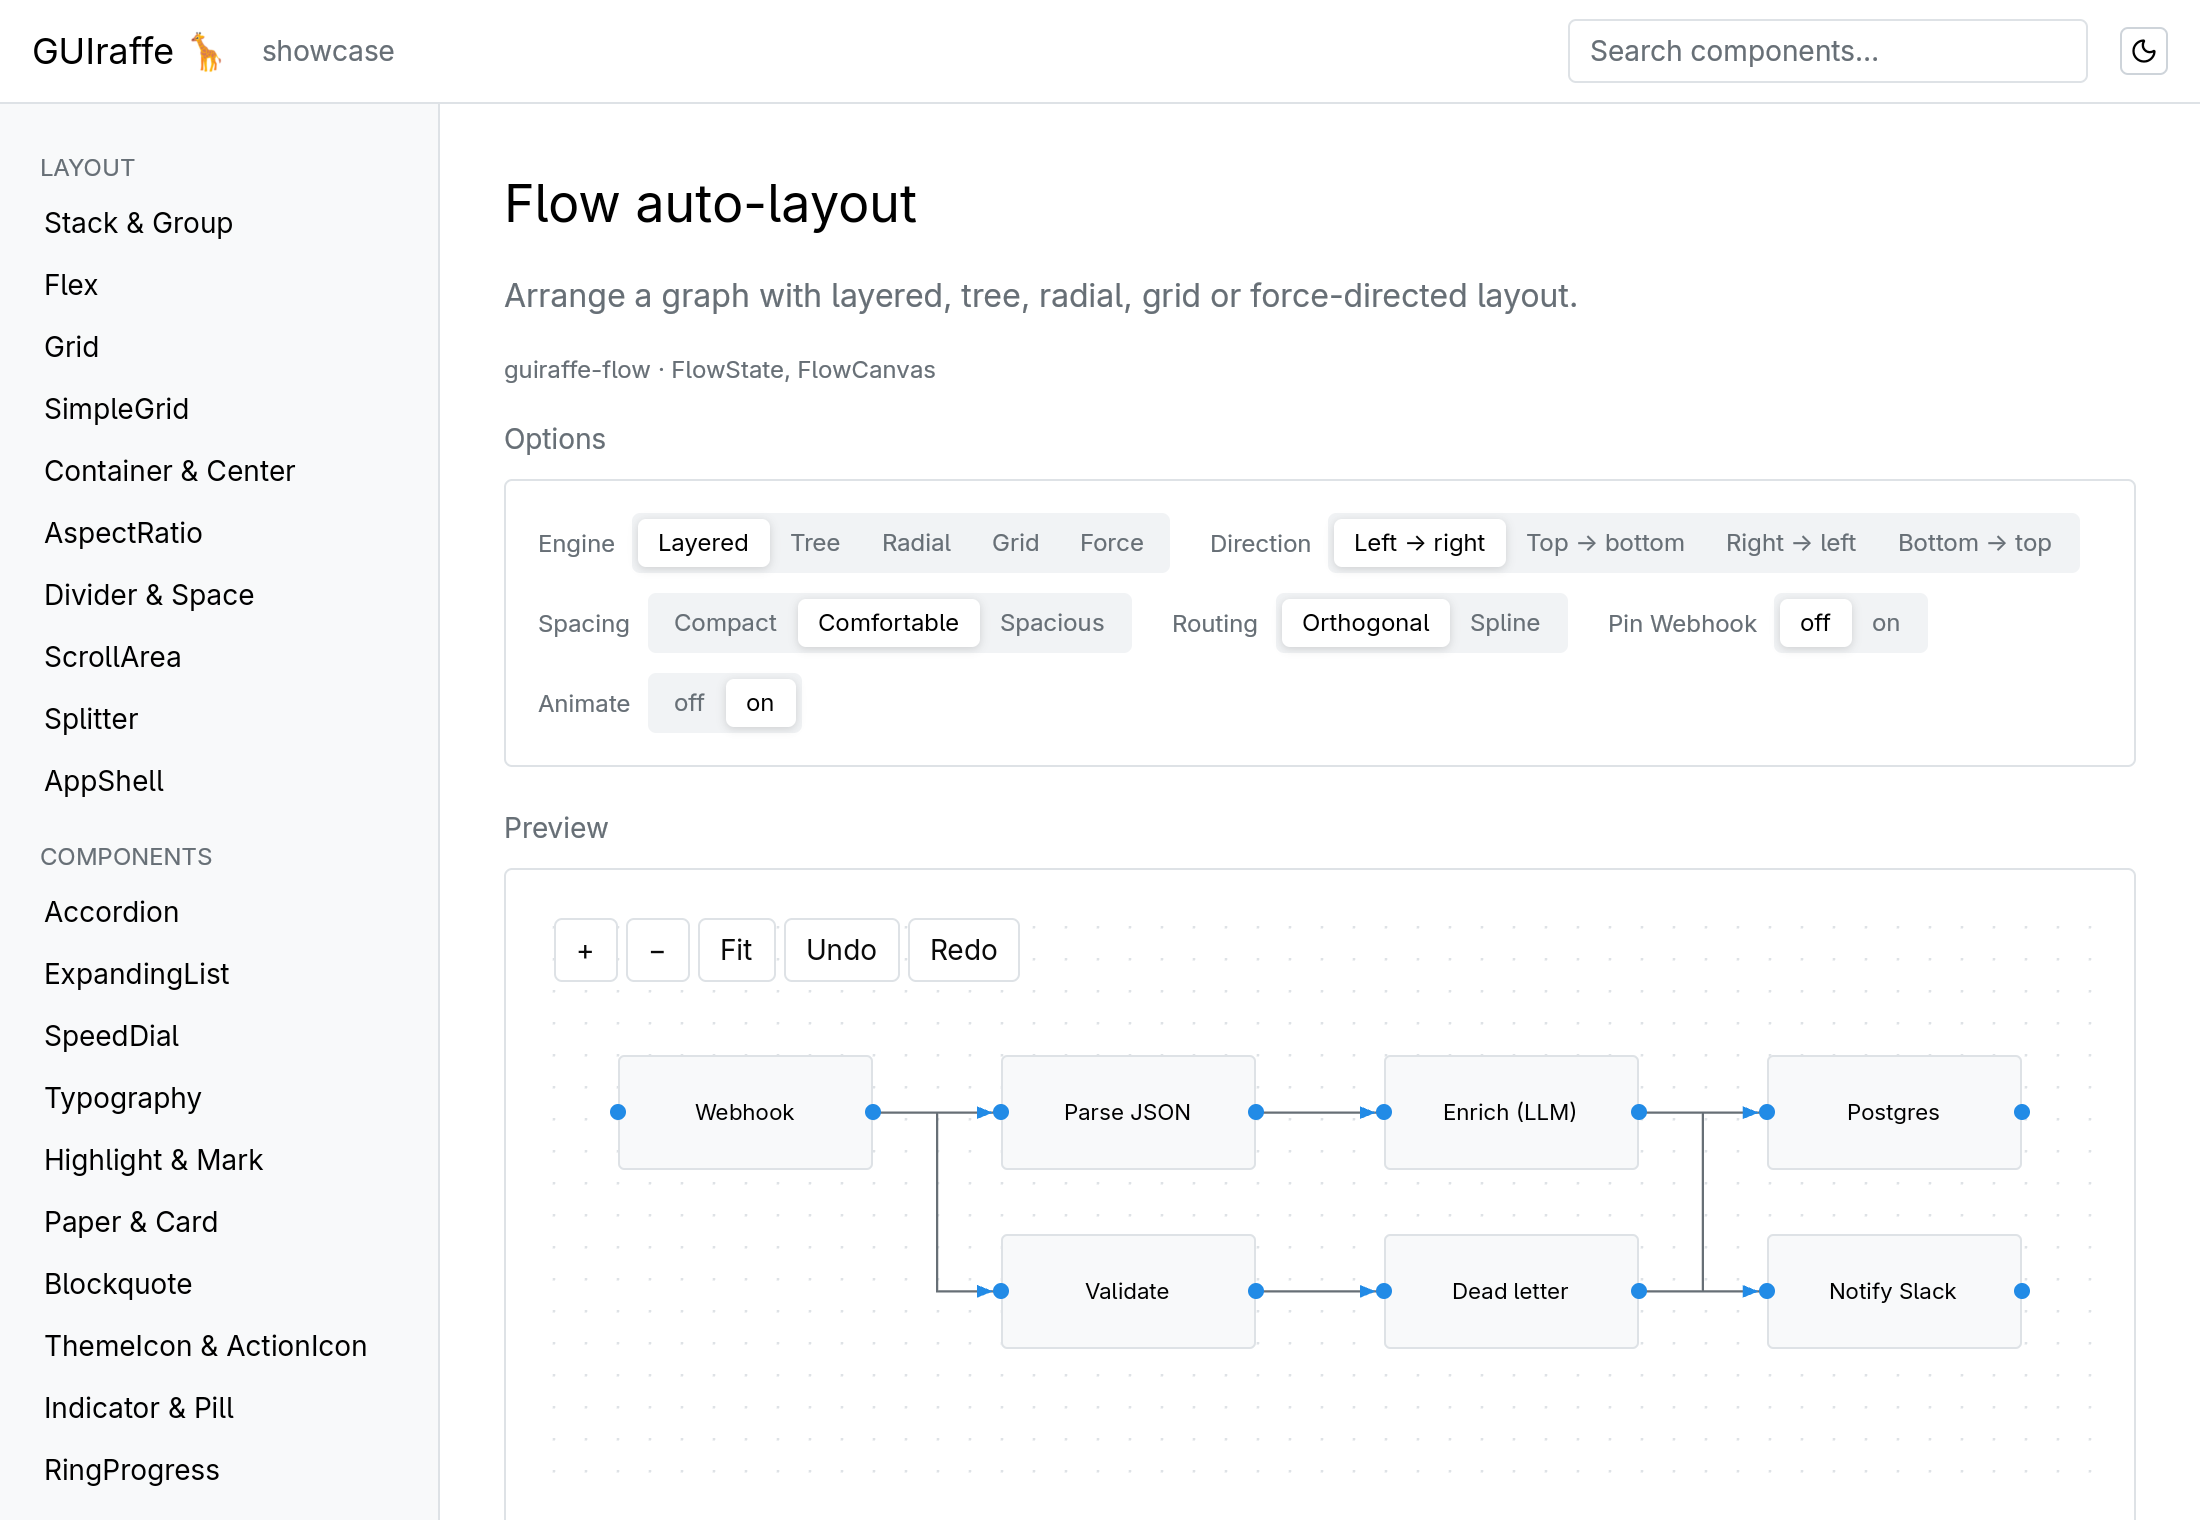 GUIraffe 🦒 showcase Search components...
LAYOUT
Stack & Group
Flex
Grid
SimpleGrid
Container & Center
AspectRatio
Divider & Space
ScrollArea
Splitter
AppShell
COMPONENTS
Accordion
ExpandingList
SpeedDial
Typography
Highlight & Mark
Paper & Card
Blockquote
ThemeIcon & ActionIcon
Indicator & Pill
RingProgress
Flow auto-layout
Arrange a graph with layered, tree, radial, grid or force-directed layout.
guiraffe-flow · FlowState, FlowCanvas
Options
Engine Layered Tree Radial Grid Force Direction Left → right Top → bottom Right → left Bottom → top
Spacing Compact Comfortable Spacious Routing Orthogonal Spline Pin Webhook off on
Animate off on
Preview
+ − Fit Undo Redo
Webhook Parse JSON Enrich (LLM) Postgres
Validate Dead letter Notify Slack